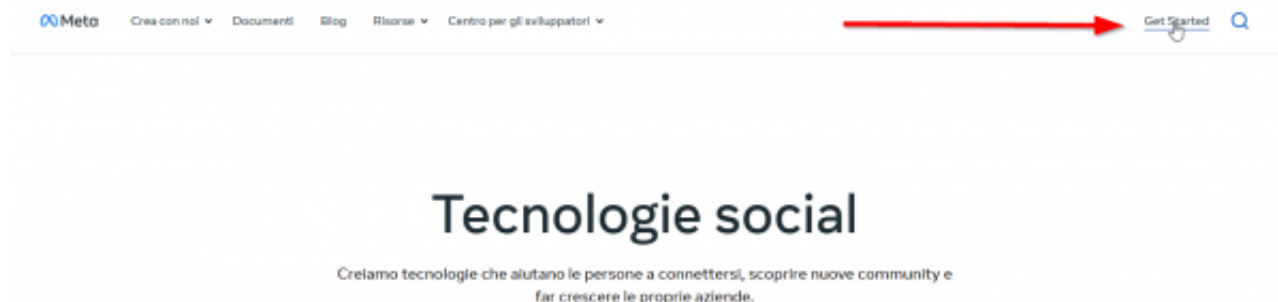 Meta Crea con noi Documenti Blog Risorse Centro per gli sviluppatori Get Started
Tecnologie social
Creiamo tecnologie che aiutano le persone a connettersi, scoprire nuove community e
far crescere le proprie aziende.